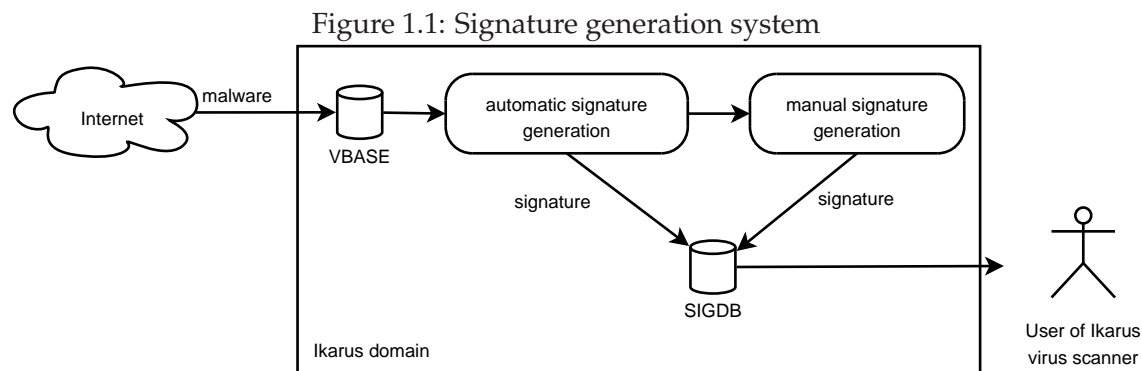 Figure 1.1: Signature generation system
malware
Internet
VBASE
automatic signature
generation
manual signature
generation
signature
signature
SIGDB
Ikarus domain
User of Ikarus
virus scanner